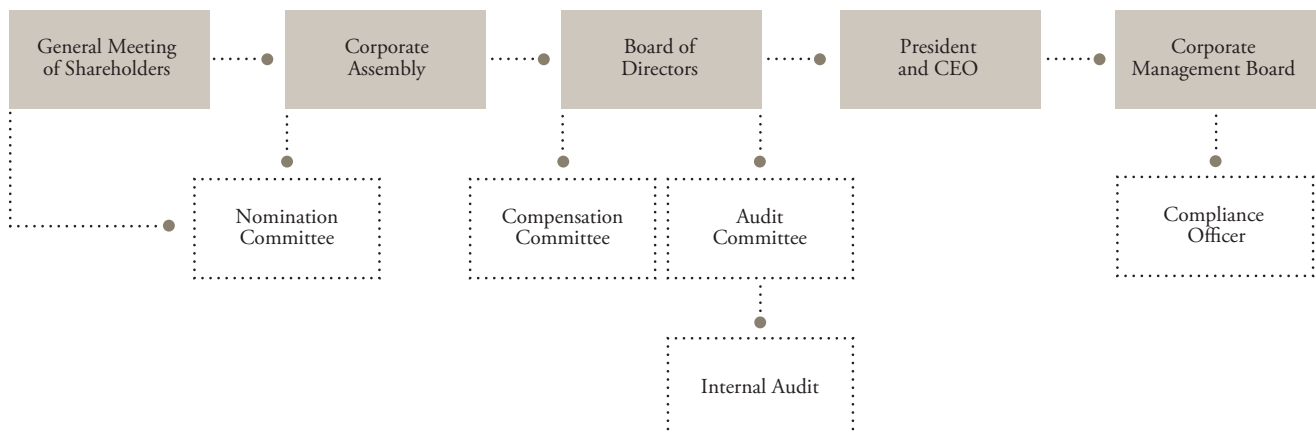 General Meeting
of Shareholders
Corporate
Assembly
Board of
Directors
President
and CEO
Corporate
Management Board
Nomination
Committee
Compensation
Committee
Audit
Committee
Compliance
Officer
Internal Audit